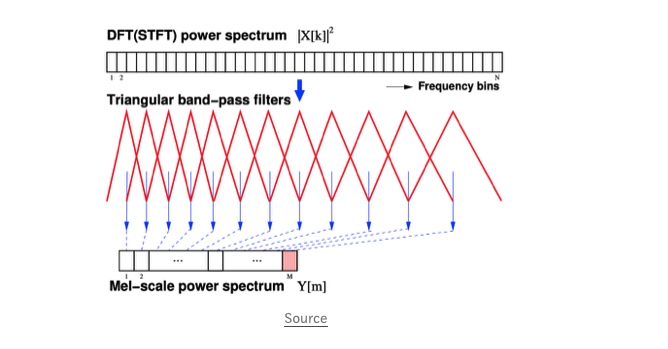 DFT(STFT) power spectrum |X[k]|²
1 2 N
Frequency bins
Triangular band-pass filters
... ...
1 2 M
Mel-scale power spectrum Y[m]
Source